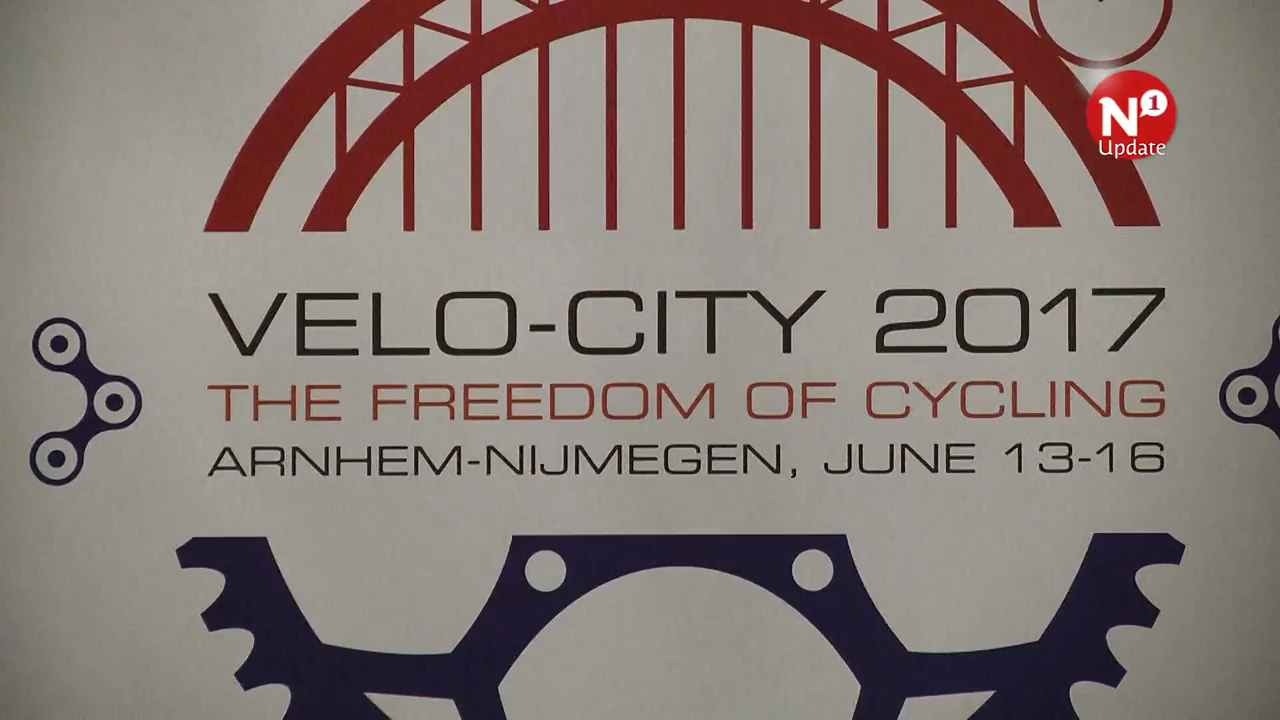 N1
Update
VELO-CITY 2017
THE FREEDOM OF CYCLING
ARNHEM-NIJMEGEN, JUNE 13-16